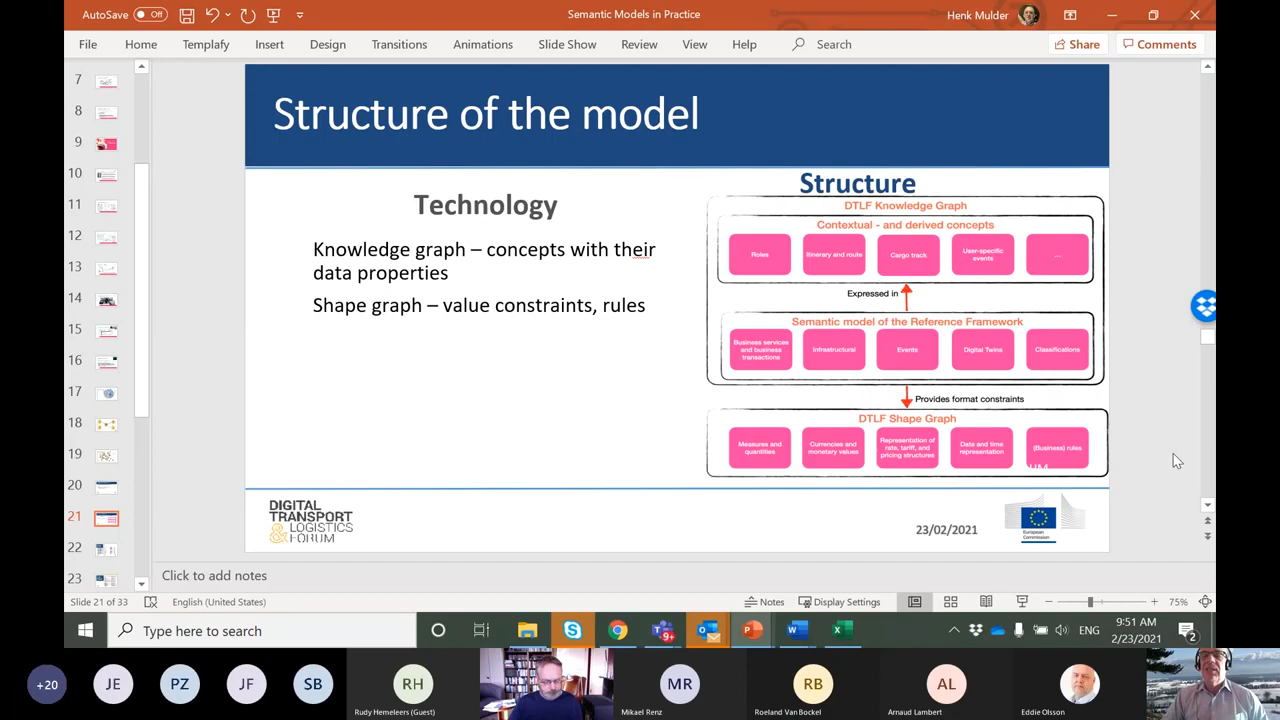 AutoSave Off
Semantic Models in Practice
Henk Mulder
File Home Templafy Insert Design Transitions Animations Slide Show Review View Help Search Share Comments
7
8
9
10
11
12
13
14
15
16
17
18
19
20
21
22
23
Structure of the model
Technology
Knowledge graph – concepts with their
data properties
Shape graph – value constraints, rules
Structure
DTLF Knowledge Graph
Contextual - and derived concepts
Roles
Itinerary and route
Cargo track
User-specific
events
...
Expressed in
Semantic model of the Reference Framework
Business services
and business
transactions
Infrastructural
Events
Digital Twins
Classifications
Provides format constraints
DTLF Shape Graph
Measures and
quantities
Currencies and
monetary values
Representation of
rate, tariff, and
pricing structures
Date and time
representation
(Business) rules
UM
DIGITAL
TRANSPORT
& LOGISTICS
FORUM
23/02/2021
European
Commission
Click to add notes
Slide 21 of 33
English (United States)
Notes
Display Settings
75%
Type here to search
9+
ENG
9:51 AM
2/23/2021
2
+20
JE
PZ
JF
SB
RH
Rudy Hemeleers (Guest)
MR
Mikael Renz
RB
Roeland Van Bockel
AL
Arnaud Lambert
Eddie Olsson